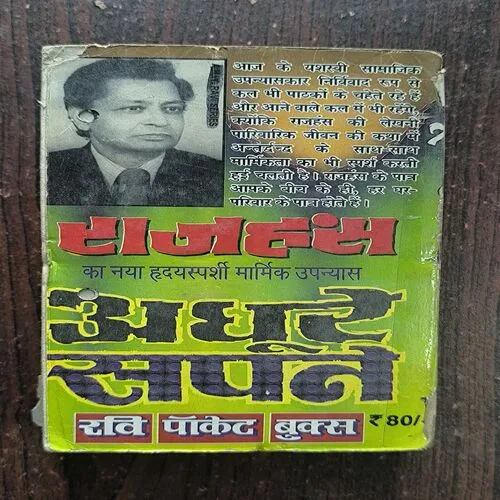 आज के यशस्वी सामाजिक
उपन्यासकार निर्विवाद रूप से
कल भी पाठकों के चहेते रहे हैं
और आने वाले कल में भी रहेंगे,
क्योंकि राजहंस की लेखनी
पारिवारिक जीवन की कथा में
अन्तर्द्वन्द के साथ-साथ
मार्मिकता का भी स्पर्श करती
हुई चलती है। राजहंस के पात्र
आपके बीच के ही, हर घर-
परिवार के पात्र होते हैं।
राजहंस
का नया हृदयस्पर्शी मार्मिक उपन्यास
अधूरे
सपने
रवि पॉकेट बुक्स ₹ 80/-